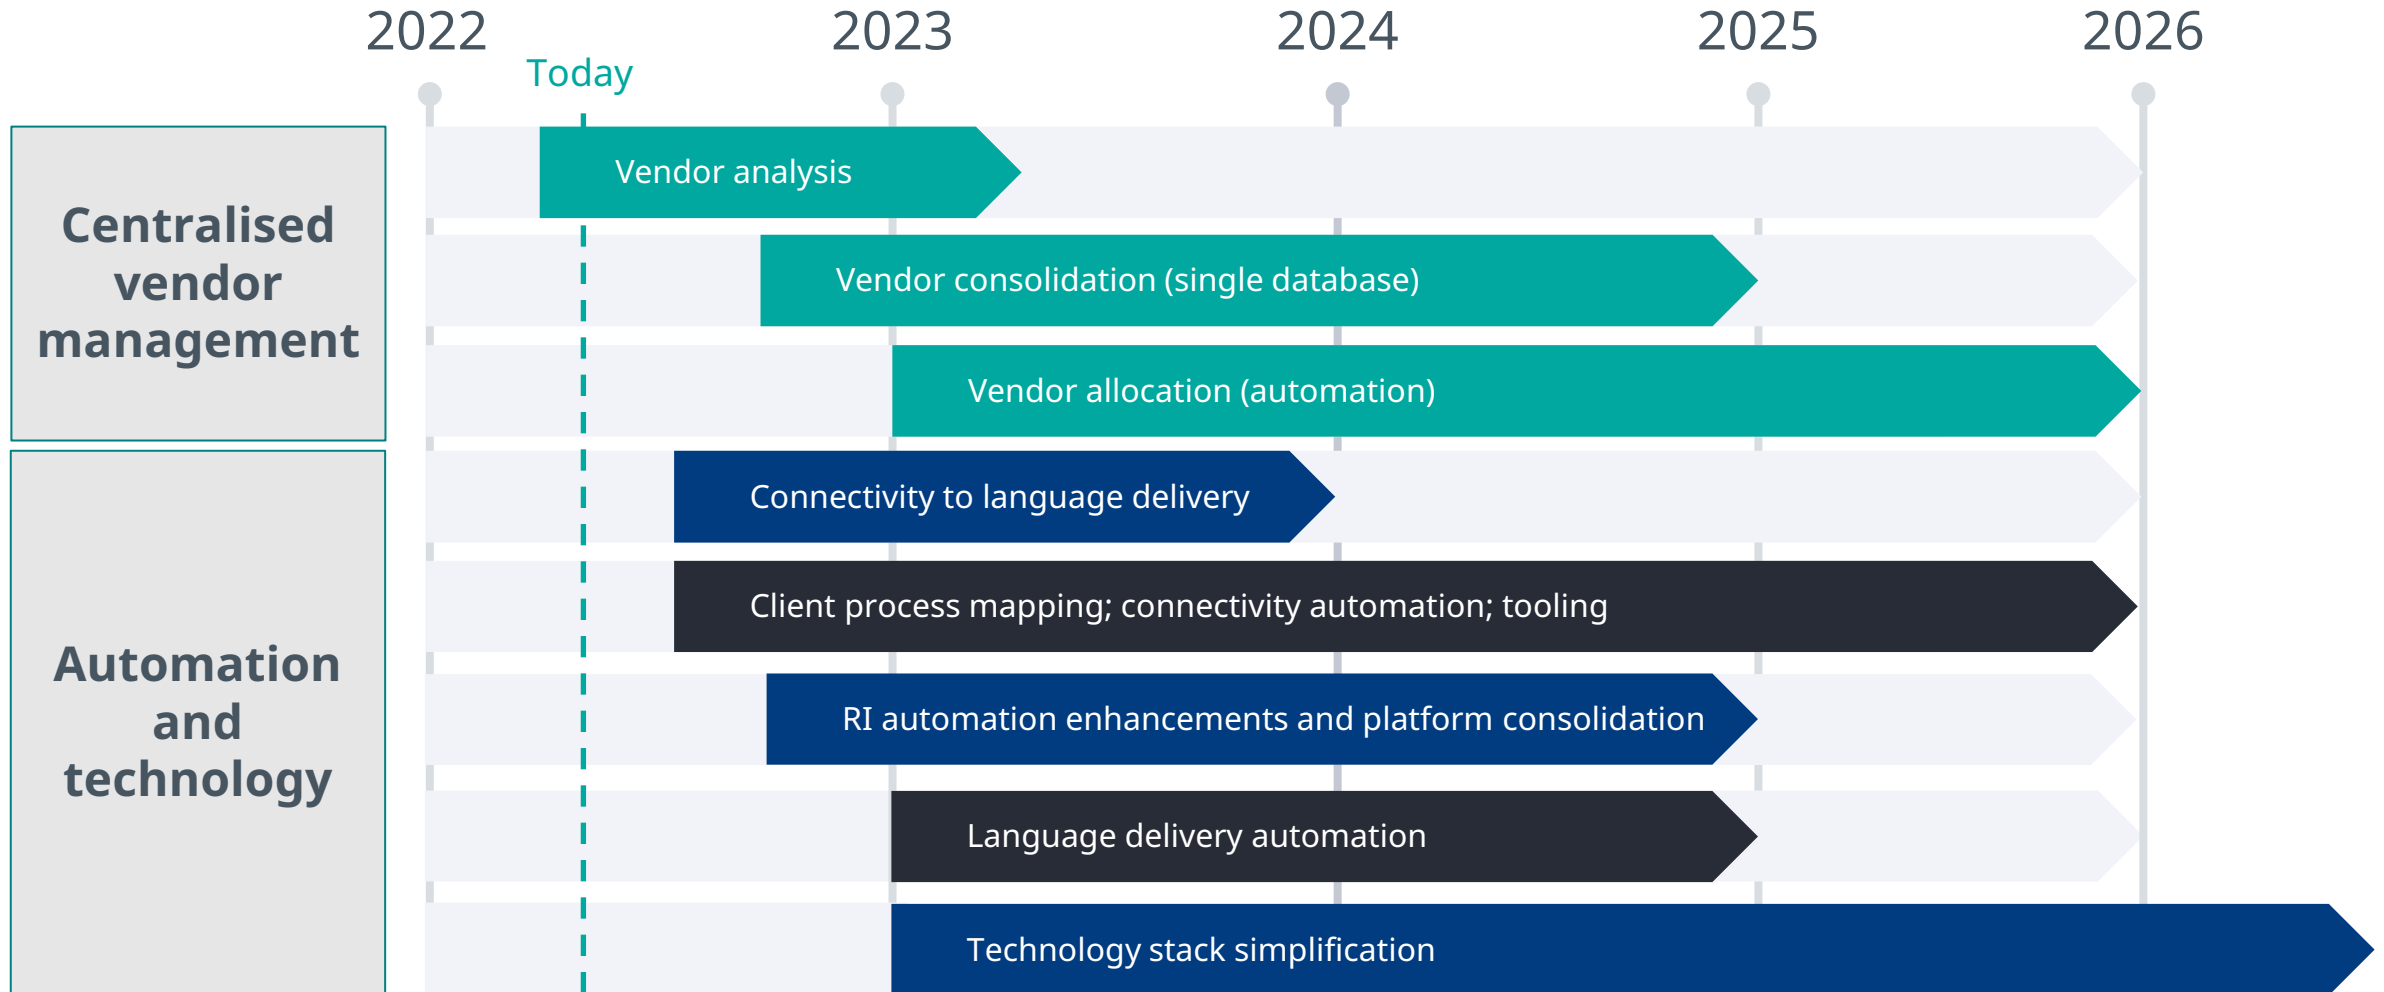 2022
2023
2024
2025
2026
Today
Centralised
vendor
management
Vendor analysis
Vendor consolidation (single database)
Vendor allocation (automation)
Automation
and
technology
Connectivity to language delivery
Client process mapping; connectivity automation; tooling
RI automation enhancements and platform consolidation
Language delivery automation
Technology stack simplification